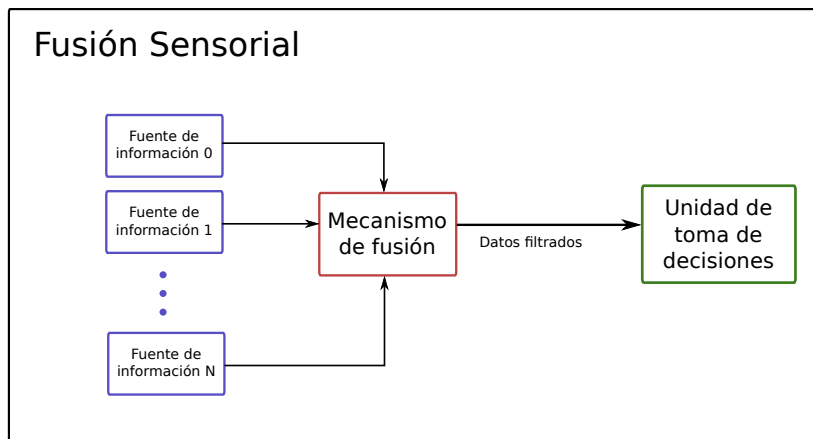 Fusión Sensorial
Fuente de
información 0
Fuente de
información 1
Fuente de
información N
Mecanismo
de fusión
Datos filtrados
Unidad de
toma de
decisiones